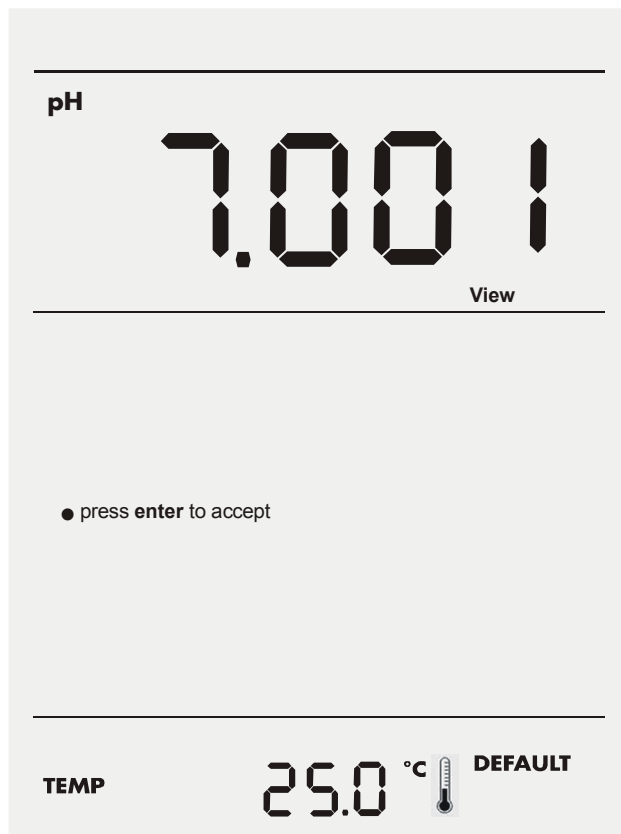 pH
7.001
View
● press enter to accept
TEMP 25.0 °C DEFAULT